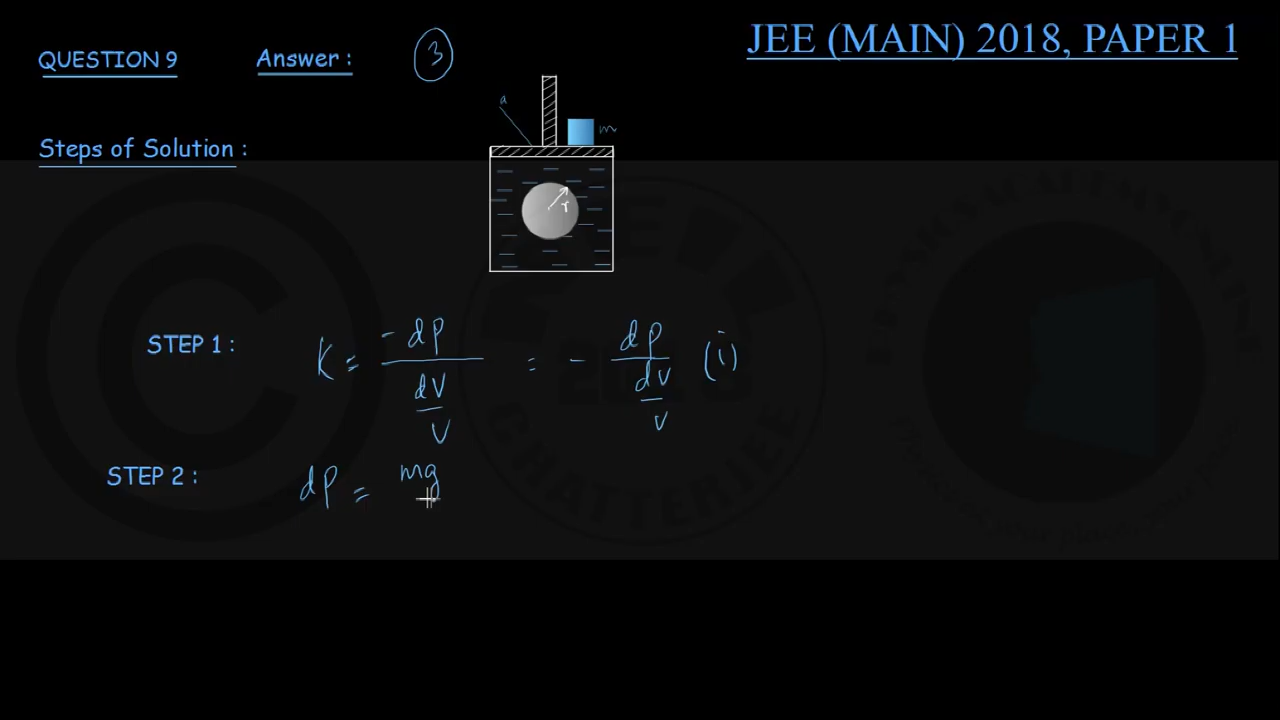 JEE (MAIN) 2018, PAPER 1
QUESTION 9 Answer : 3
a
m
Steps of Solution :
r
STEP 1 : K = -dP / (dV / V) = - dP / (dV / V) (i)
CHATTERJEE
STEP 2 : dP = mg